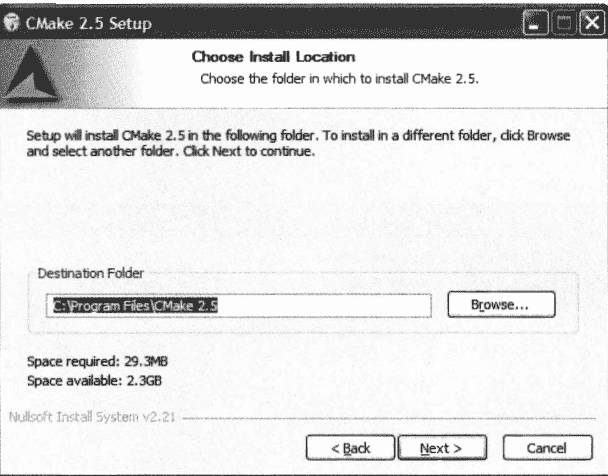 CMake 2.5 Setup
Choose Install Location
Choose the folder in which to install CMake 2.5.
Setup will install CMake 2.5 in the following folder. To install in a different folder, click Browse
and select another folder. Click Next to continue.
Destination Folder
C:\Program Files\CMake 2.5
Browse...
Space required: 29.3MB
Space available: 2.3GB
Nullsoft Install System v2.21
< Back
Next >
Cancel